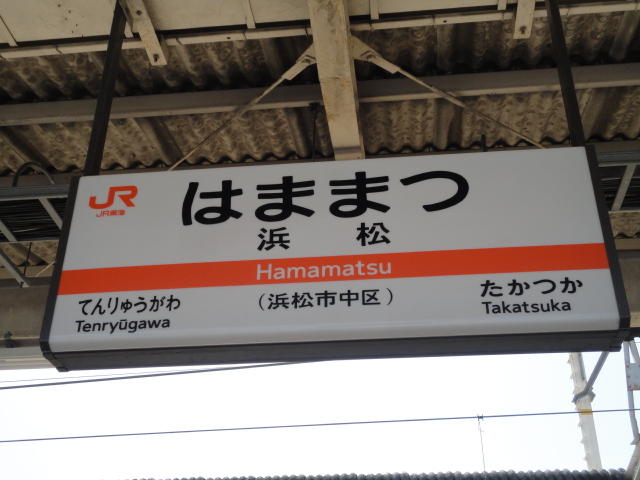 JR
JR東海
はままつ
浜 松
Hamamatsu
てんりゅうがわ
Tenryūgawa
（浜松市中区）
たかつか
Takatsuka